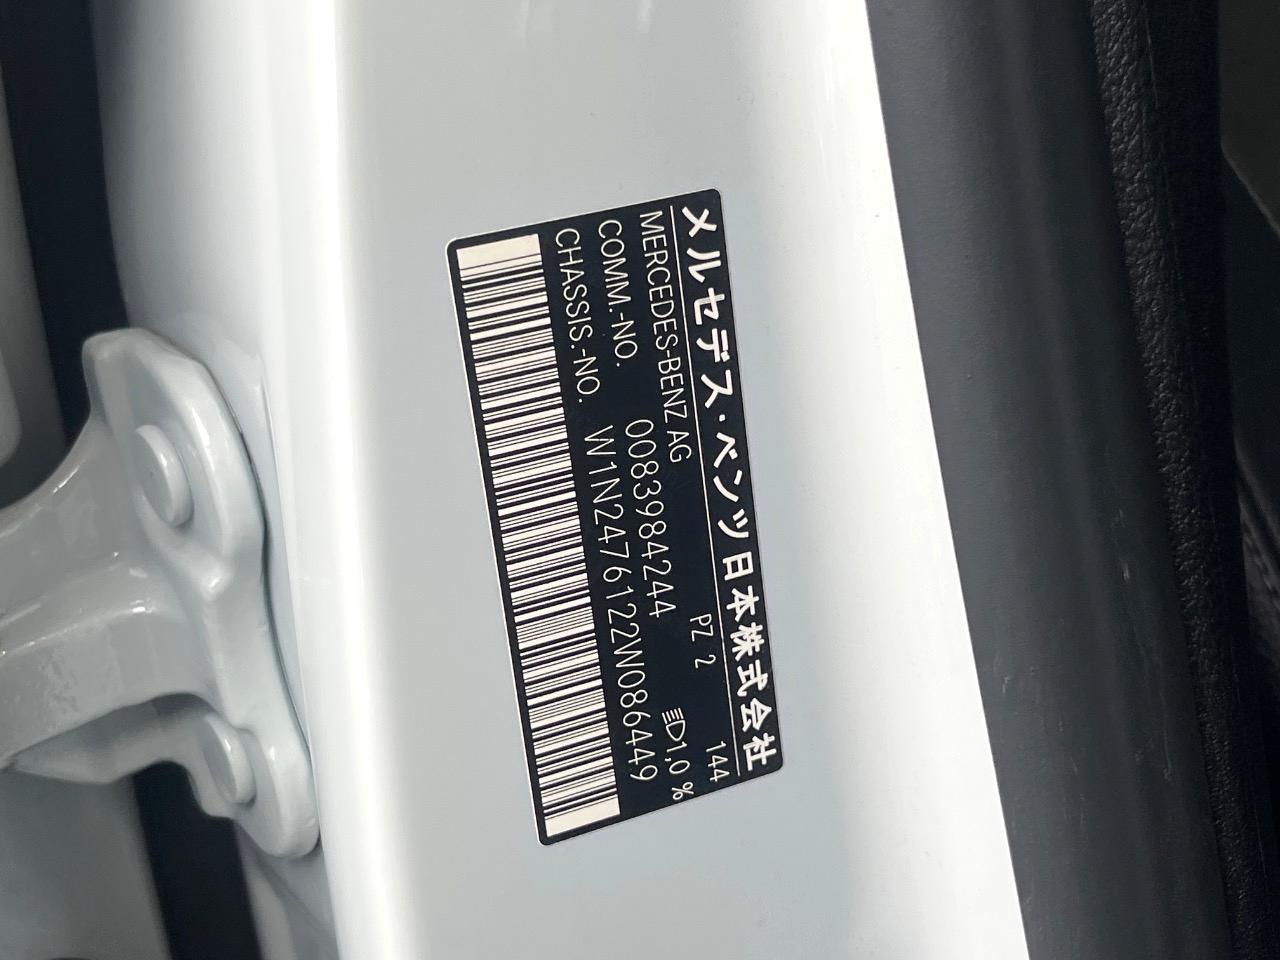 メルセデス・ベンツ日本株式会社
MERCEDES-BENZ AG PZ 2 144
COMM.-NO. 0083984244 1,0 %
CHASSIS.-NO. W1N2476122W086449